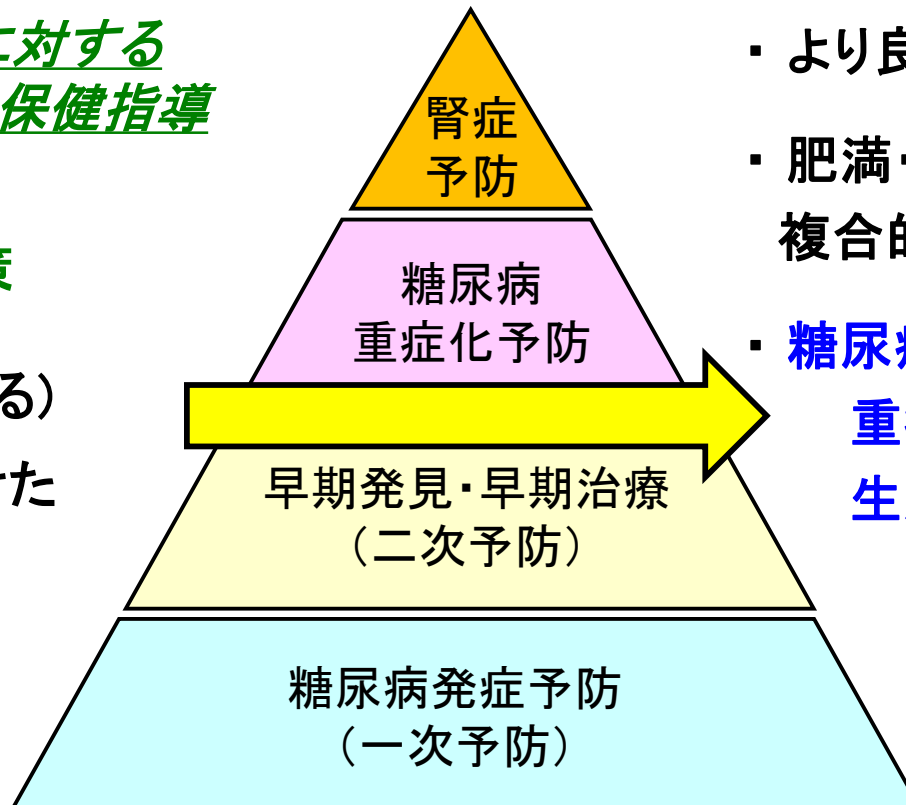 に対する
保健指導
策
る）
けた
腎症
予防
糖尿病
重症化予防
早期発見・早期治療
（二次予防）
糖尿病発症予防
（一次予防）
・より良
・肥満・
複合的
・糖尿病
重
生